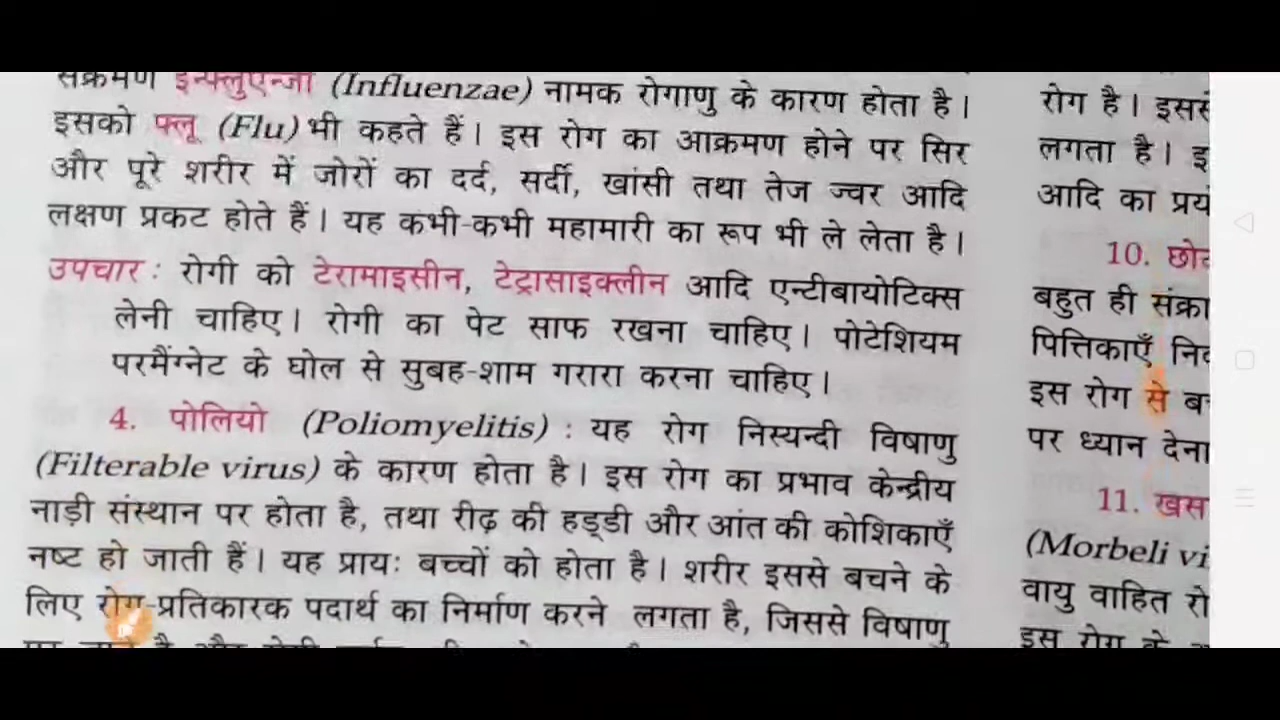 संक्रमण इन्फ्लुएन्जा (Influenzae) नामक रोगाणु के कारण होता है।
इसको फ्लू (Flu) भी कहते हैं। इस रोग का आक्रमण होने पर सिर
और पूरे शरीर में जोरों का दर्द, सर्दी, खांसी तथा तेज ज्वर आदि
लक्षण प्रकट होते हैं। यह कभी-कभी महामारी का रूप भी ले लेता है।
उपचार : रोगी को टेरामाइसीन, टेट्रासाइक्लीन आदि एन्टीबायोटिक्स
लेनी चाहिए। रोगी का पेट साफ रखना चाहिए। पोटेशियम
परमैंग्नेट के घोल से सुबह-शाम गरारा करना चाहिए।
4. पोलियो (Poliomyelitis) : यह रोग निस्यन्दी विषाणु
(Filterable virus) के कारण होता है। इस रोग का प्रभाव केन्द्रीय
नाड़ी संस्थान पर होता है, तथा रीढ़ की हड्डी और आंत की कोशिकाएँ
नष्ट हो जाती हैं। यह प्रायः बच्चों को होता है। शरीर इससे बचने के
लिए रोग-प्रतिकारक पदार्थ का निर्माण करने लगता है, जिससे विषाणु
रोग है। इससे
लगता है।
आदि का
10.
बहुत ही
पित्तिकाएँ
इस रोग से
पर ध्यान देना
11.
(Morbeli
वायु वाहित
इस रोग के